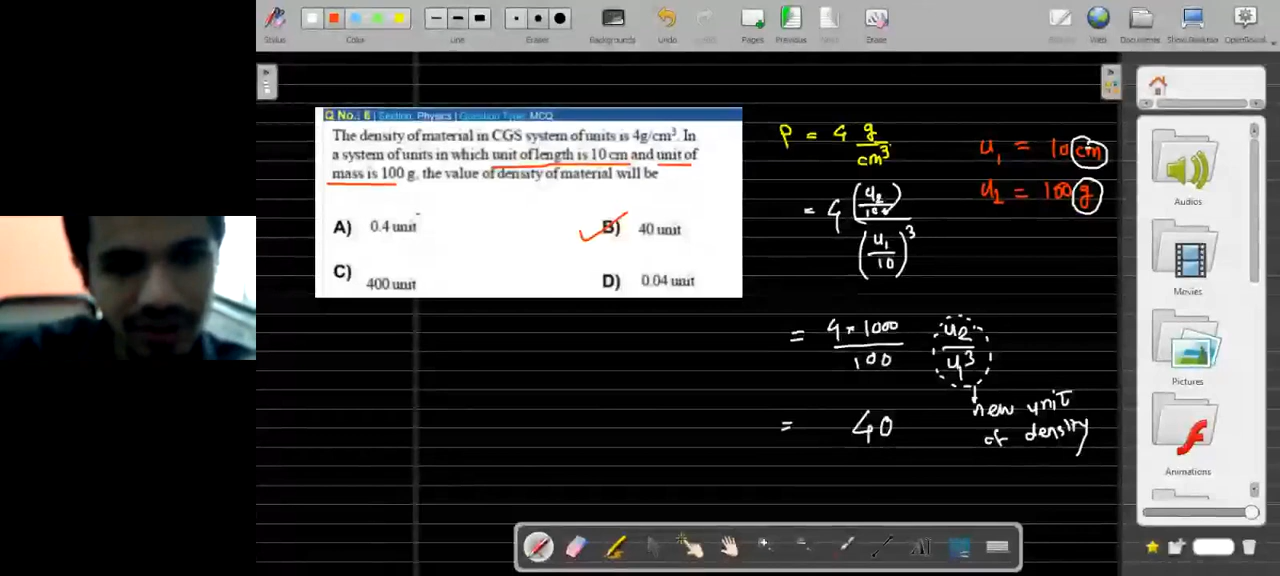 Stylus
Color
Line
Eraser
Backgrounds
Undo
Pages
Previous
Erase
Web
Documents
Show Desktop
OpenBoard
Q No.: E | Section: Physics | Question Type: MCQ
The density of material in CGS system of units is 4g/cm³. In
a system of units in which unit of length is 10 cm and unit of
mass is 100 g, the value of density of material will be
A) 0.4 unit
B) 40 unit
C) 400 unit
D) 0.04 unit
ρ = 4 g/cm³
= 4 (u₂/100)/(u₁/10)³
= 4 × 1000/100 u₂/u₁³
= 40
new unit
of density
u₁ = 10 cm
u₂ = 100 g
Audios
Movies
Pictures
Animations